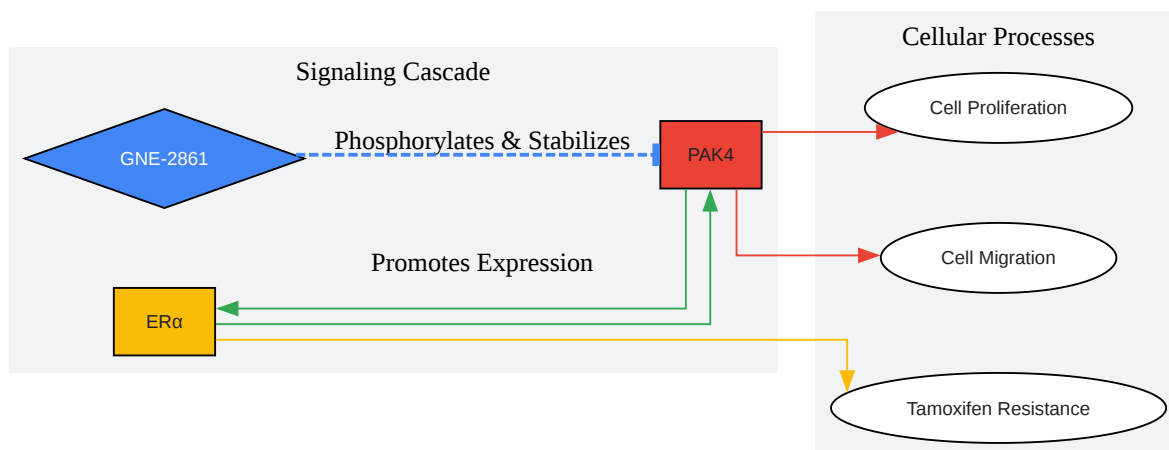 Signaling Cascade
Cellular Processes
GNE-2861
Phosphorylates & Stabilizes
PAK4
Cell Proliferation
Promotes Expression
Cell Migration
ERα
Tamoxifen Resistance